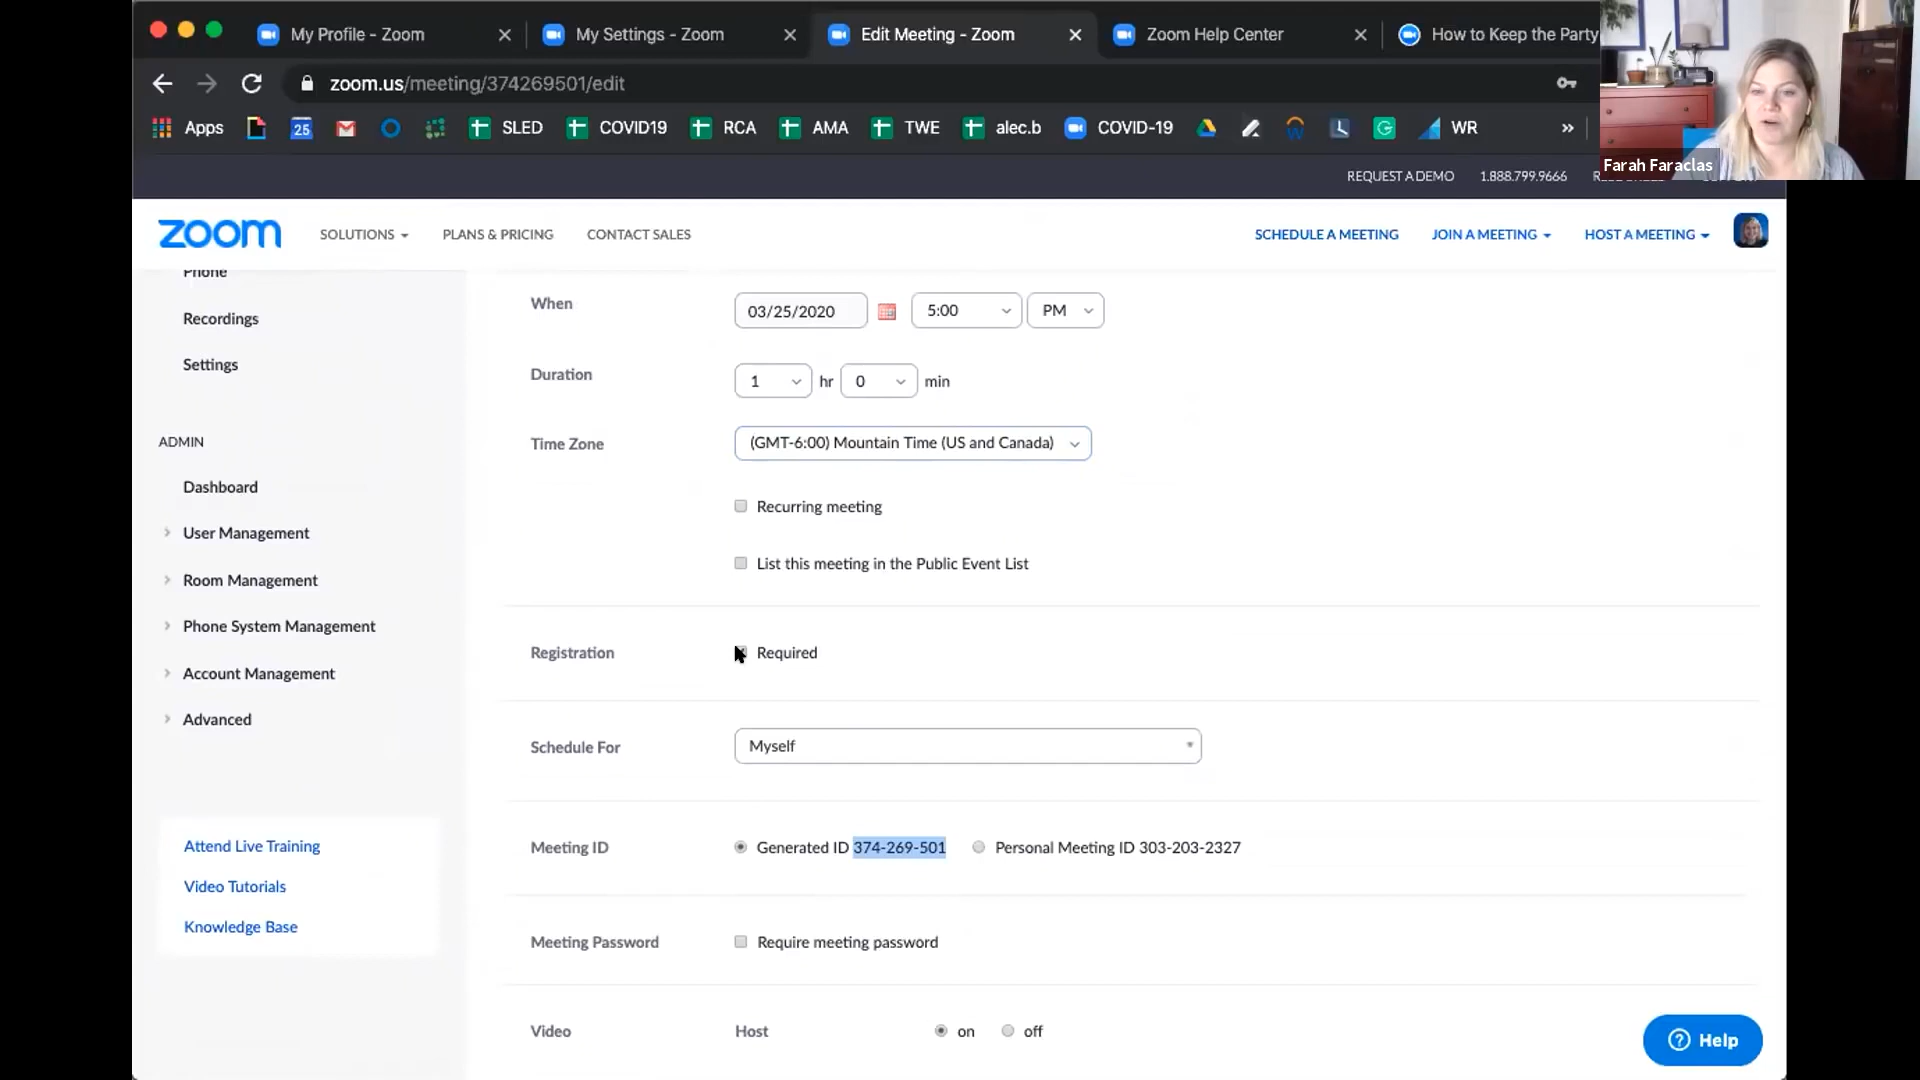 My Profile - Zoom
My Settings - Zoom
Edit Meeting - Zoom
Zoom Help Center
How to Keep the Party
zoom.us/meeting/374269501/edit
Apps
25
SLED
COVID19
RCA
AMA
TWE
alec.b
COVID-19
WR
»
Farah Faraclas
REQUEST A DEMO
1.888.799.9666
zoom
SOLUTIONS
PLANS & PRICING
CONTACT SALES
SCHEDULE A MEETING
JOIN A MEETING
HOST A MEETING
Phone
Recordings
Settings
ADMIN
Dashboard
User Management
Room Management
Phone System Management
Account Management
Advanced
Attend Live Training
Video Tutorials
Knowledge Base
When
03/25/2020
5:00
PM
Duration
1
hr
0
min
Time Zone
(GMT-6:00) Mountain Time (US and Canada)
Recurring meeting
List this meeting in the Public Event List
Registration
Required
Schedule For
Myself
Meeting ID
Generated ID 374-269-501
Personal Meeting ID 303-203-2327
Meeting Password
Require meeting password
Video
Host
on
off
Help